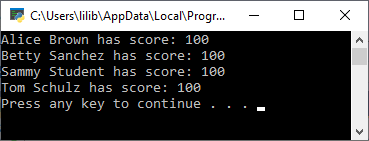 C:\Users\lilib\AppData\Local\Progr...
Alice Brown has score: 100
Betty Sanchez has score: 100
Sammy Student has score: 100
Tom Schulz has score: 100
Press any key to continue . . .